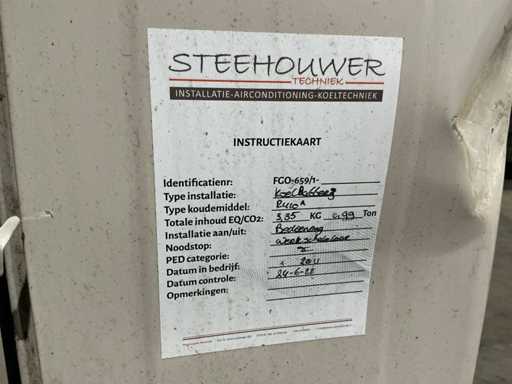 STEEHOUWER
TECHNIEK
INSTALLATIE-AIRCONDITIONING-KOELTECHNIEK
INSTRUCTIEKAART
Identificatienr: FGO-659/1-
Type installatie:
Type koudemiddel: R410A
Totale inhoud EQ/CO2: 3,35 KG 6,99 Ton
Installatie aan/uit: Bediening
Noodstop: Werkschakelaar
PED categorie:
Datum in bedrijf: 2011
Datum controle: 24-6-22
Opmerkingen: